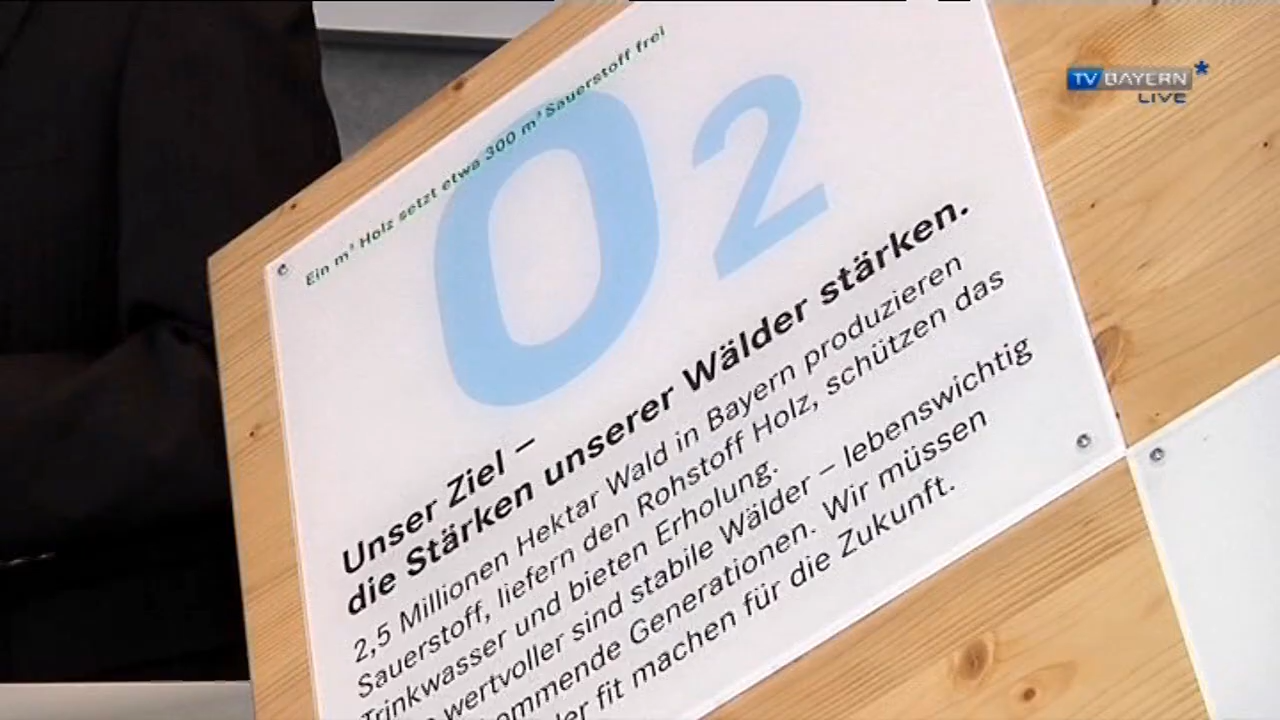 TV BAYERN
LIVE
Ein m³ Holz setzt etwa 300 m³ Sauerstoff frei
O2
Unser Ziel –
die Stärken unserer Wälder stärken.
2,5 Millionen Hektar Wald in Bayern produzieren
Sauerstoff, liefern den Rohstoff Holz, schützen das
Trinkwasser und bieten Erholung.
wertvoller sind stabile Wälder – lebenswichtig
ommende Generationen. Wir müssen
er fit machen für die Zukunft.